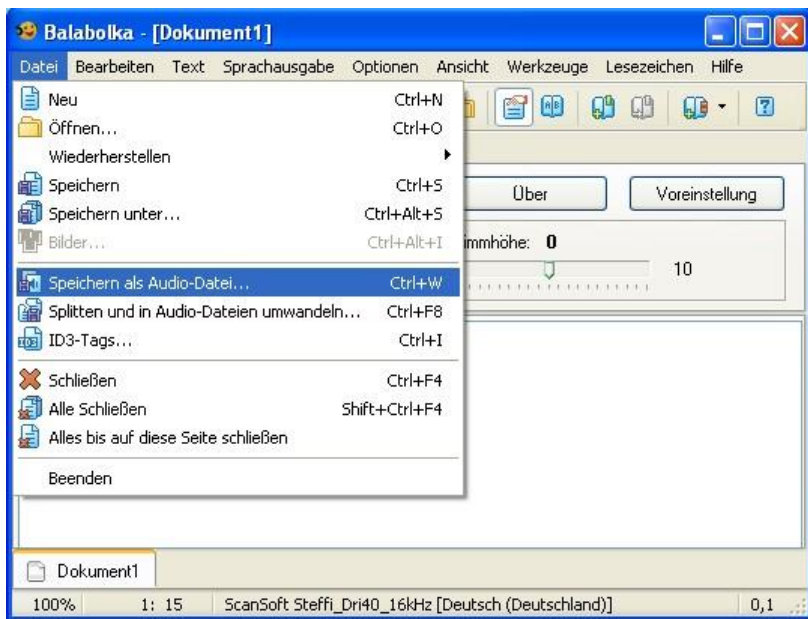 Balabolka - [Dokument1]
Datei Bearbeiten Text Sprachausgabe Optionen Ansicht Werkzeuge Lesezeichen Hilfe
Neu Ctrl+N
Öffnen... Ctrl+O
Wiederherstellen
Speichern Ctrl+S
Über Voreinstellung
Speichern unter... Ctrl+Alt+S
Bilder... Ctrl+Alt+I
immhöhe: 0
Speichern als Audio-Datei... Ctrl+W
10
Splitten und in Audio-Dateien umwandeln... Ctrl+F8
ID3-Tags... Ctrl+I
Schließen Ctrl+F4
Alle Schließen Shift+Ctrl+F4
Alles bis auf diese Seite schließen
Beenden
Dokument1
100% 1: 15 ScanSoft Steffi_Dri40_16kHz [Deutsch (Deutschland)] 0,1